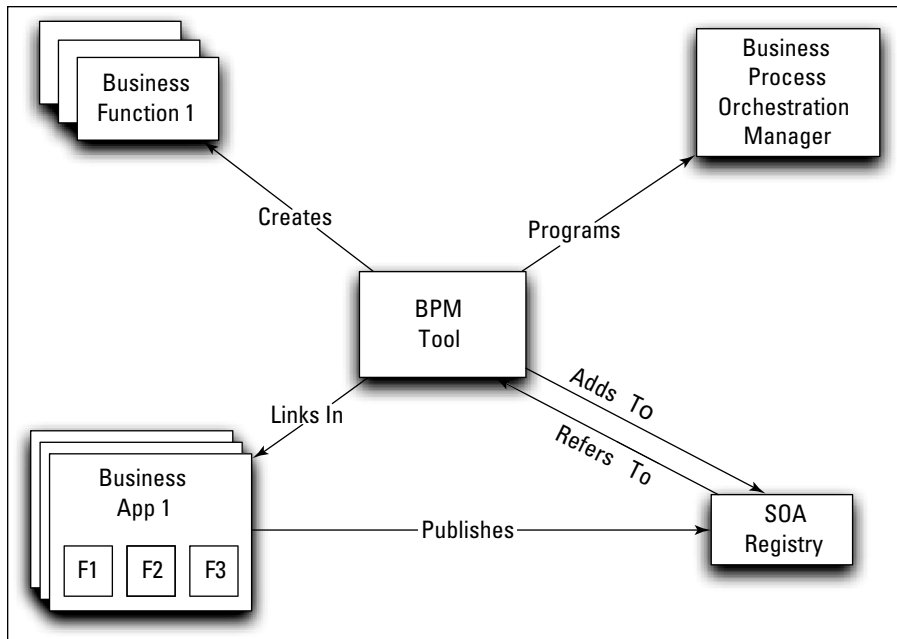 Business
Function 1
Business
Process
Orchestration
Manager
Creates
Programs
BPM
Tool
Links In
Adds To
Refers To
Business
App 1
F1
F2
F3
Publishes
SOA
Registry